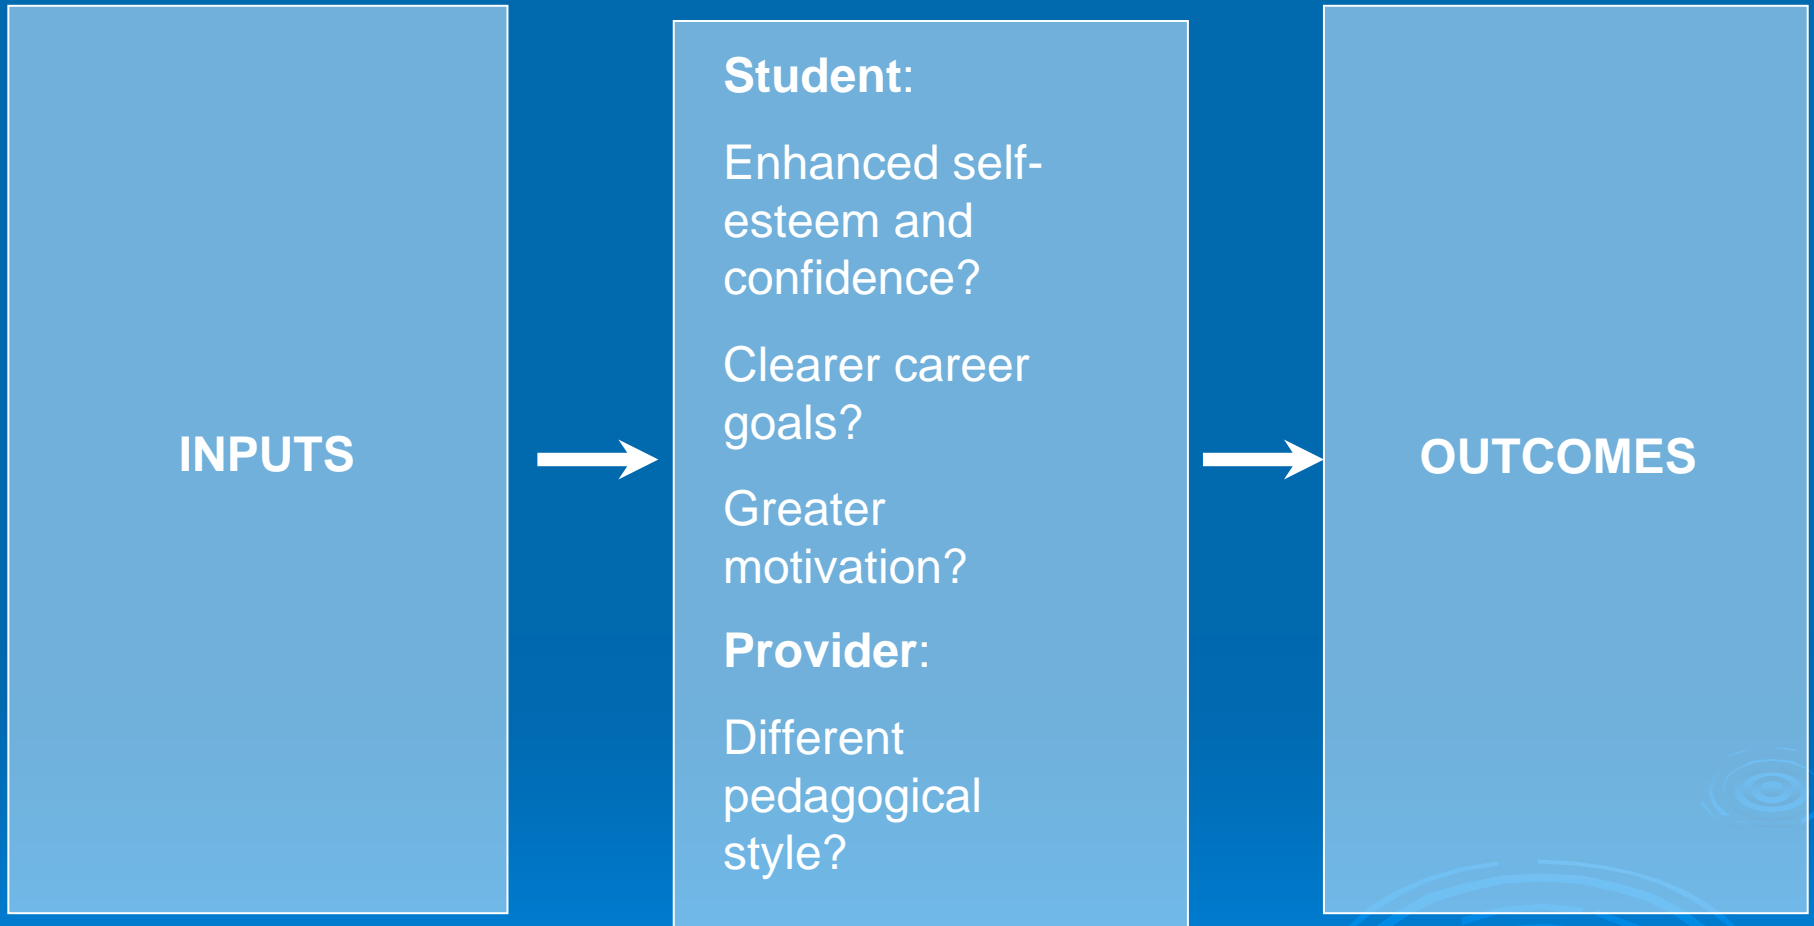 INPUTS
Student:
Enhanced self-
esteem and
confidence?
Clearer career
goals?
Greater
motivation?
Provider:
Different
pedagogical
style?
OUTCOMES